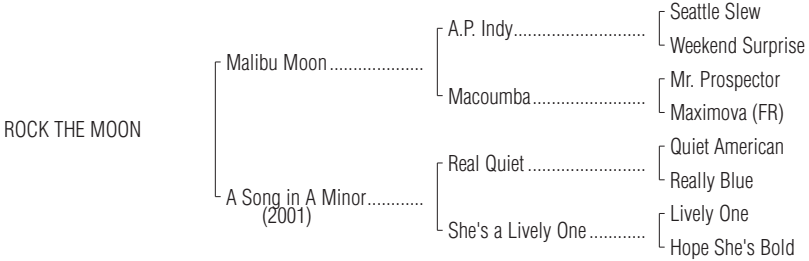 Seattle Slew
A.P. Indy
Weekend Surprise
Malibu Moon
Mr. Prospector
Macoumba
Maximova (FR)
ROCK THE MOON
Quiet American
Real Quiet
Really Blue
A Song in A Minor
(2001)
Lively One
She's a Lively One
Hope She's Bold